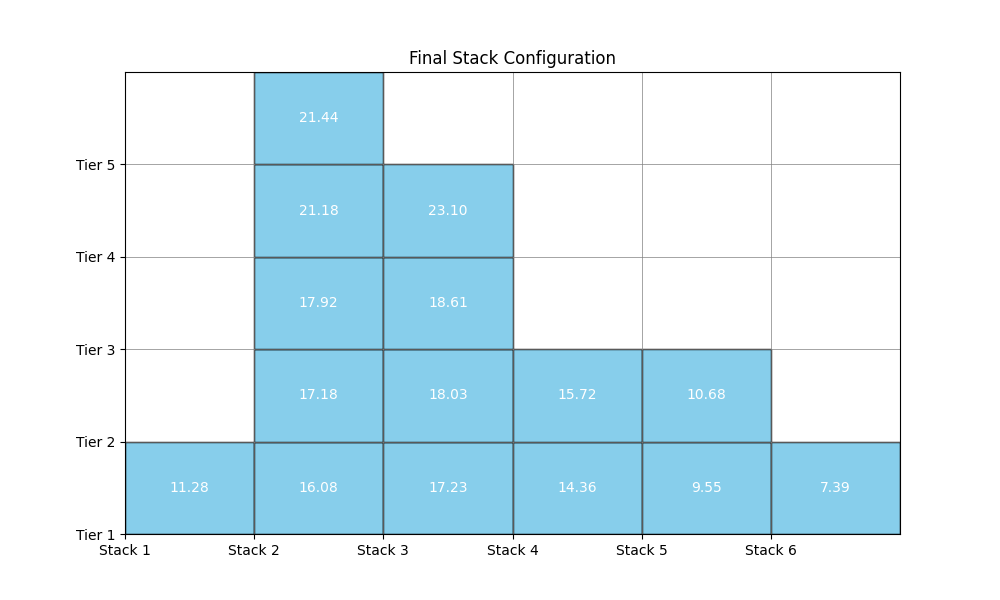 Final Stack Configuration
21.44
Tier 5
21.18 23.10
Tier 4
17.92 18.61
Tier 3
17.18 18.03 15.72 10.68
Tier 2
11.28 16.08 17.23 14.36 9.55 7.39
Tier 1
Stack 1 Stack 2 Stack 3 Stack 4 Stack 5 Stack 6